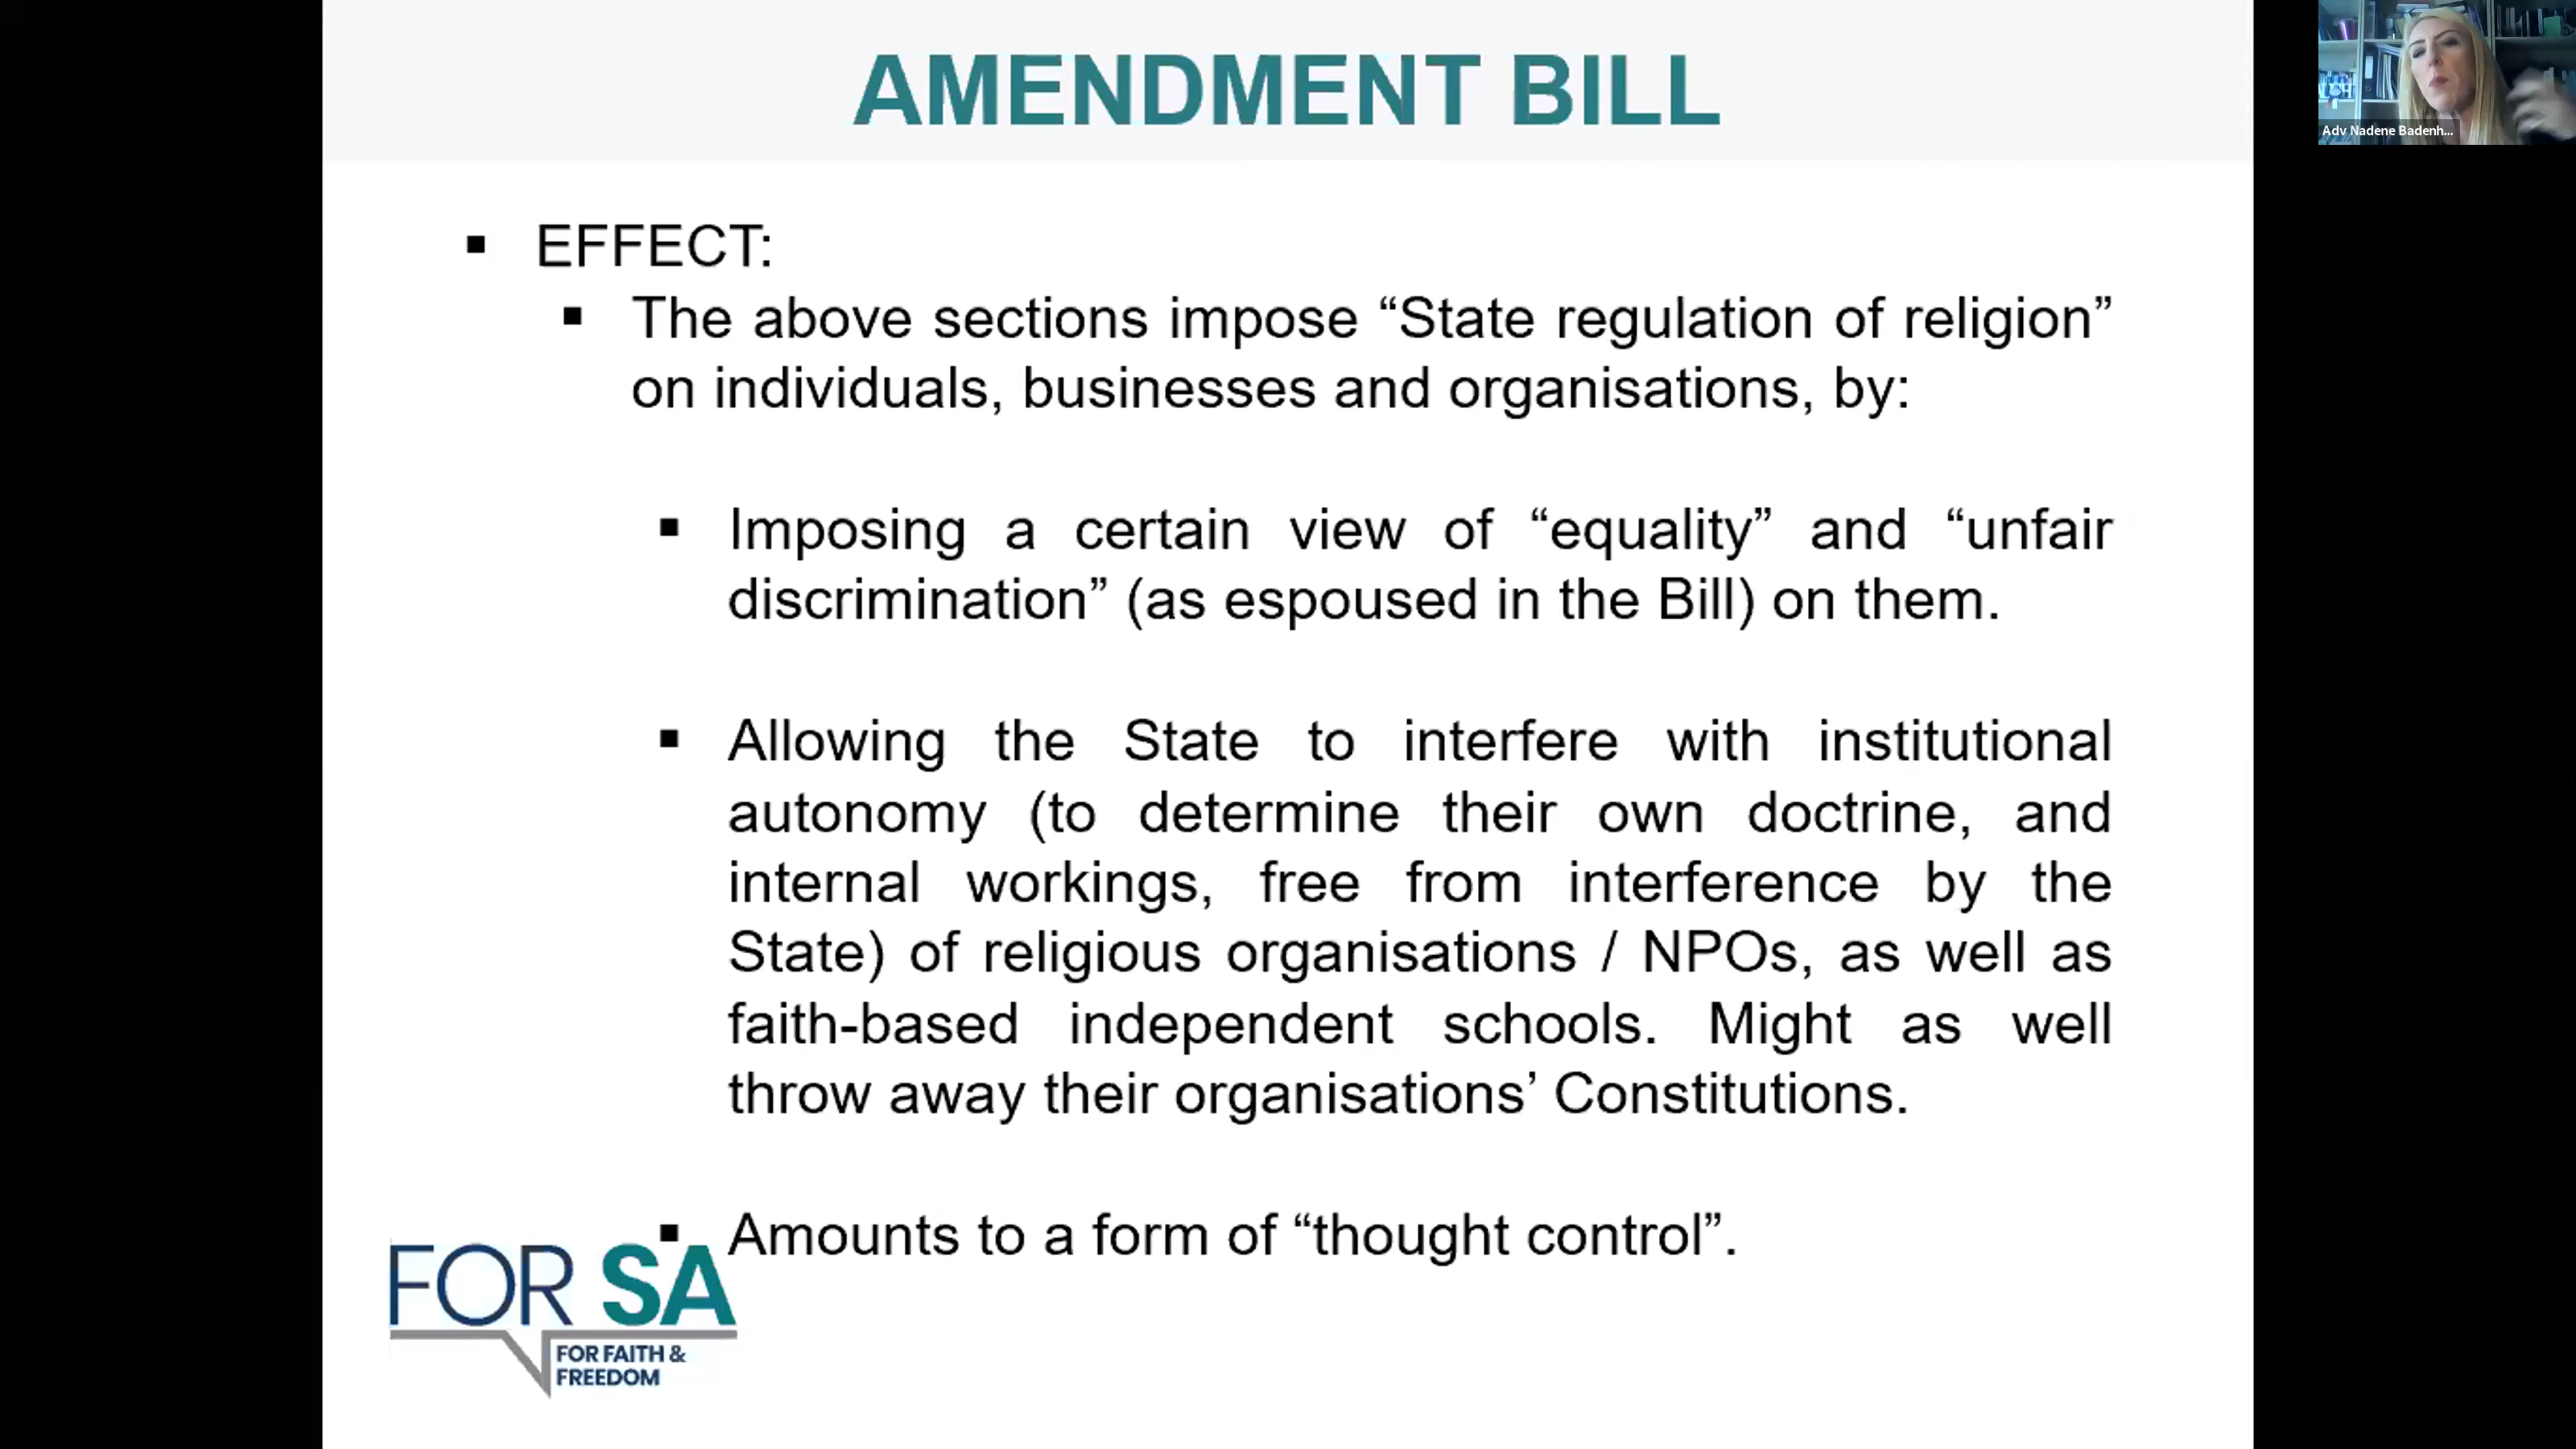 AMENDMENT BILL
Adv Nadene Badenh...
▪ EFFECT:
▪ The above sections impose “State regulation of religion”
on individuals, businesses and organisations, by:
▪ Imposing a certain view of “equality” and “unfair
discrimination” (as espoused in the Bill) on them.
▪ Allowing the State to interfere with institutional
autonomy (to determine their own doctrine, and
internal workings, free from interference by the
State) of religious organisations / NPOs, as well as
faith-based independent schools. Might as well
throw away their organisations’ Constitutions.
▪ Amounts to a form of “thought control”.
FOR SA
FOR FAITH &
FREEDOM